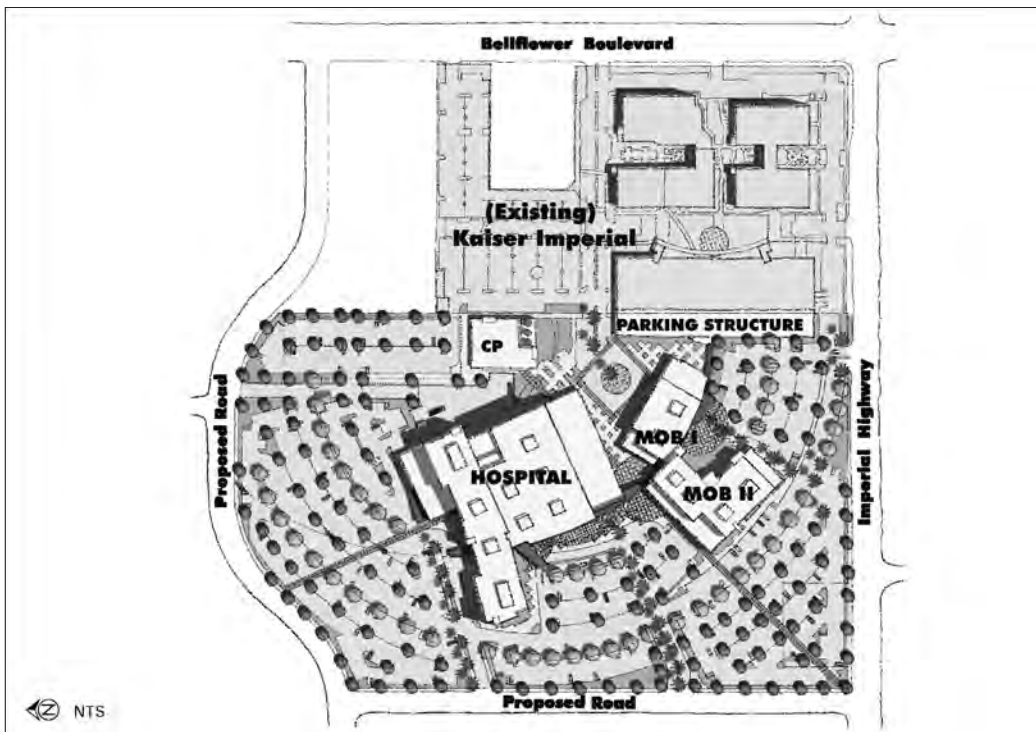 Bellflower Boulevard
(Existing)
Kaiser Imperial
PARKING STRUCTURE
CP
Proposed Road
Imperial Highway
MOB I
HOSPITAL
MOB II
Proposed Road
Z NTS